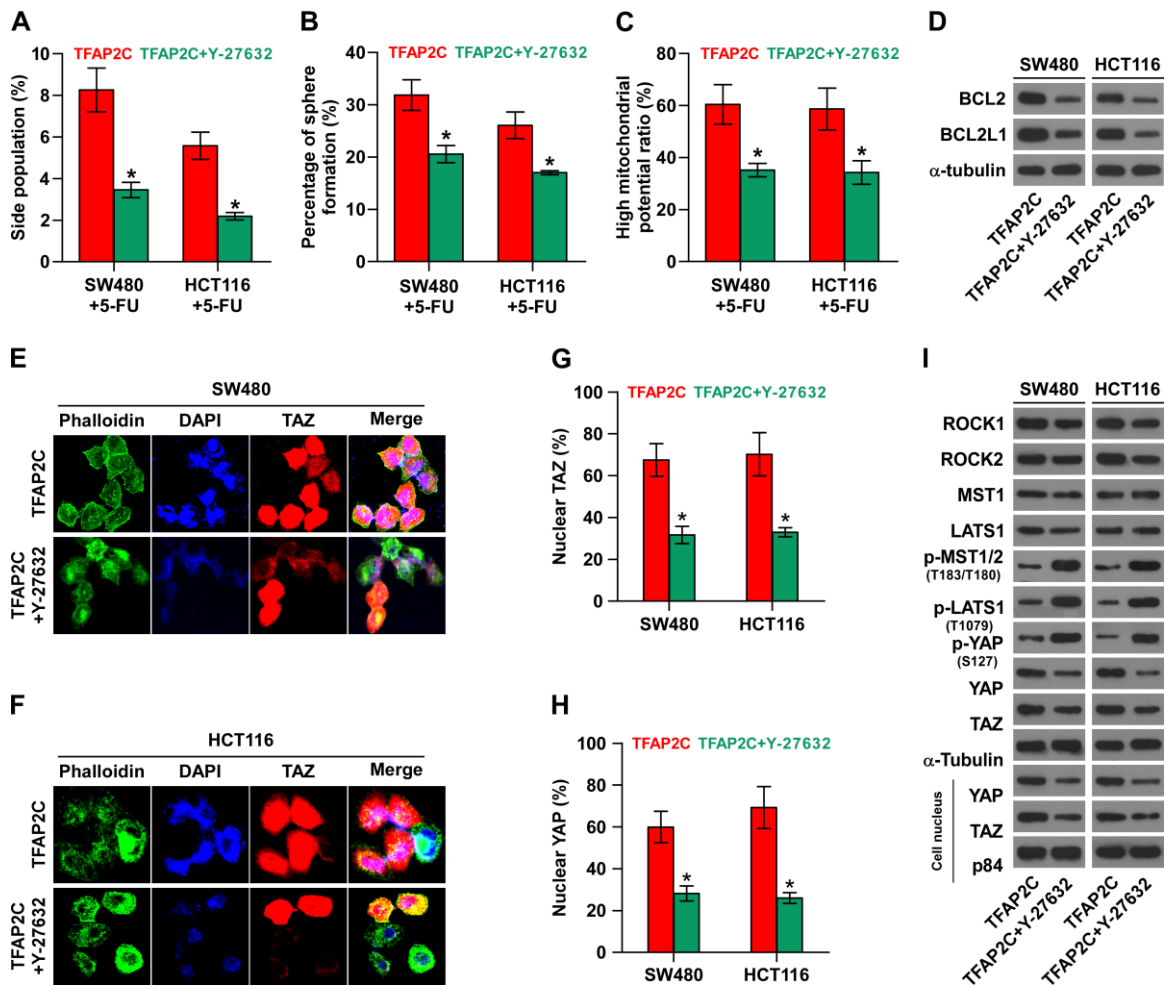 A
TFAP2C TFAP2C+Y-27632
Side population (%)
10
8
6
4
2
0
*
*
SW480
+5-FU
HCT116
+5-FU
B
TFAP2C TFAP2C+Y-27632
Percentage of sphere
formation (%)
40
30
20
10
0
*
*
SW480
+5-FU
HCT116
+5-FU
C
TFAP2C TFAP2C+Y-27632
High mitochondrial
potential ratio (%)
80
60
40
20
0
*
*
SW480
+5-FU
HCT116
+5-FU
D
SW480 HCT116
BCL2
BCL2L1
α-tubulin
TFAP2C
TFAP2C+Y-27632
TFAP2C
TFAP2C+Y-27632
E
SW480
Phalloidin DAPI TAZ Merge
TFAP2C
TFAP2C
+Y-27632
F
HCT116
Phalloidin DAPI TAZ Merge
TFAP2C
TFAP2C
+Y-27632
G
TFAP2C TFAP2C+Y-27632
Nuclear TAZ (%)
100
80
60
40
20
0
*
*
SW480 HCT116
H
TFAP2C TFAP2C+Y-27632
Nuclear YAP (%)
100
80
60
40
20
0
*
*
SW480 HCT116
I
SW480 HCT116
ROCK1
ROCK2
MST1
LATS1
p-MST1/2
(T183/T180)
p-LATS1
(T1079)
p-YAP
(S127)
YAP
TAZ
α-Tubulin
Cell nucleus
YAP
TAZ
p84
TFAP2C
TFAP2C+Y-27632
TFAP2C
TFAP2C+Y-27632